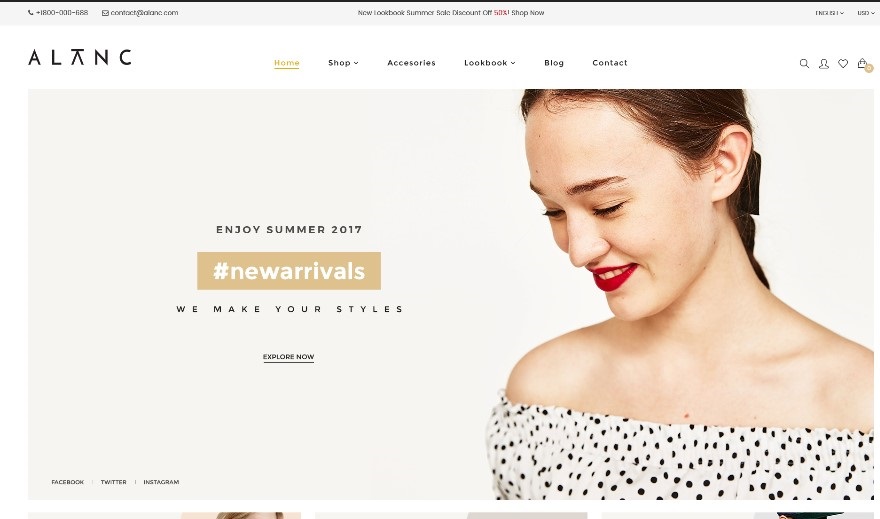 +1800-000-688 contact@alanc.com New Lookbook Summer Sale Discount Off 50%! Shop Now ENGLISH USD
ALANC
Home Shop Accesories Lookbook Blog Contact
0
ENJOY SUMMER 2017
#newarrivals
WE MAKE YOUR STYLES
EXPLORE NOW
FACEBOOK | TWITTER | INSTAGRAM